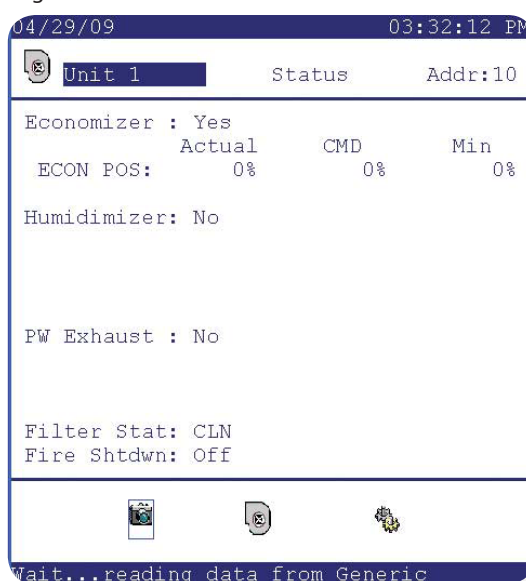 04/29/09 03:32:12 PM
Unit 1 Status Addr:10
Economizer : Yes
Actual CMD Min
ECON POS: 0% 0% 0%
Humidimizer: No
PW Exhaust : No
Filter Stat: CLN
Fire Shtdwn: Off
Wait...reading data from Generic